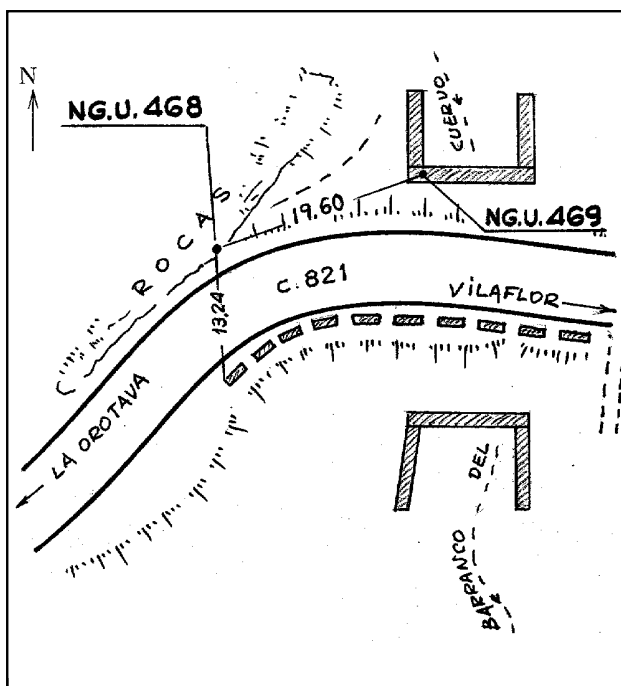 N
NG.U. 468
CUERVO
ROCAS
19.60
NG.U. 469
C. 821
VILAFLOR
13,24
LA OROTAVA
DEL
BARRANCO